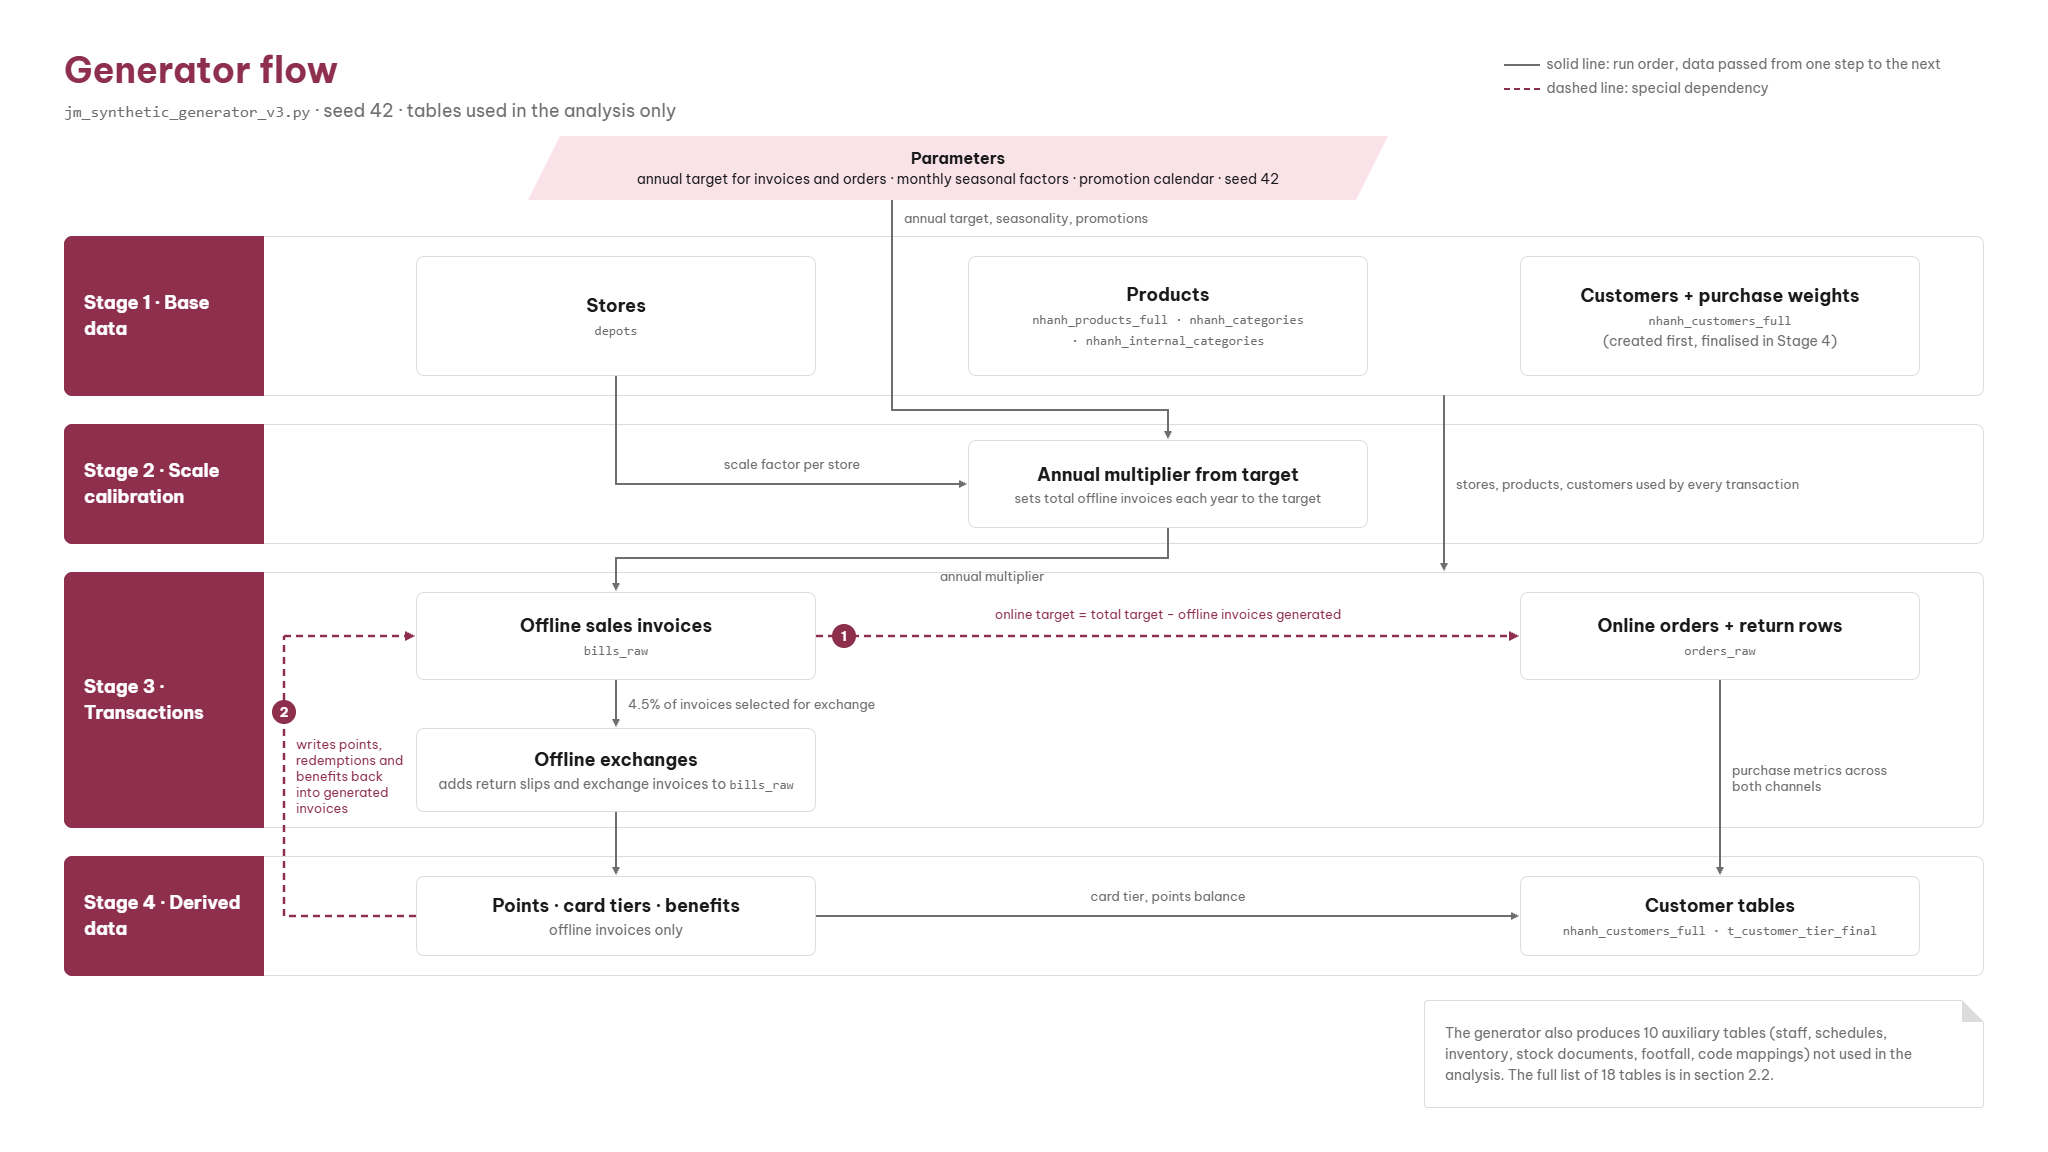 Generator flow
jm_synthetic_generator_v3.py · seed 42 · tables used in the analysis only
solid line: run order, data passed from one step to the next
dashed line: special dependency
Parameters
annual target for invoices and orders · monthly seasonal factors · promotion calendar · seed 42
annual target, seasonality, promotions
Stage 1 · Base
data
Stores
depots
Products
nhanh_products_full · nhanh_categories
· nhanh_internal_categories
Customers + purchase weights
nhanh_customers_full
(created first, finalised in Stage 4)
Stage 2 · Scale
calibration
scale factor per store
Annual multiplier from target
sets total offline invoices each year to the target
stores, products, customers used by every transaction
annual multiplier
Stage 3 ·
Transactions
Offline sales invoices
bills_raw
1
online target = total target − offline invoices generated
Online orders + return rows
orders_raw
2
writes points,
redemptions and
benefits back
into generated
invoices
4.5% of invoices selected for exchange
Offline exchanges
adds return slips and exchange invoices to bills_raw
purchase metrics across
both channels
Stage 4 · Derived
data
Points · card tiers · benefits
offline invoices only
card tier, points balance
Customer tables
nhanh_customers_full · t_customer_tier_final
The generator also produces 10 auxiliary tables (staff, schedules,
inventory, stock documents, footfall, code mappings) not used in the
analysis. The full list of 18 tables is in section 2.2.